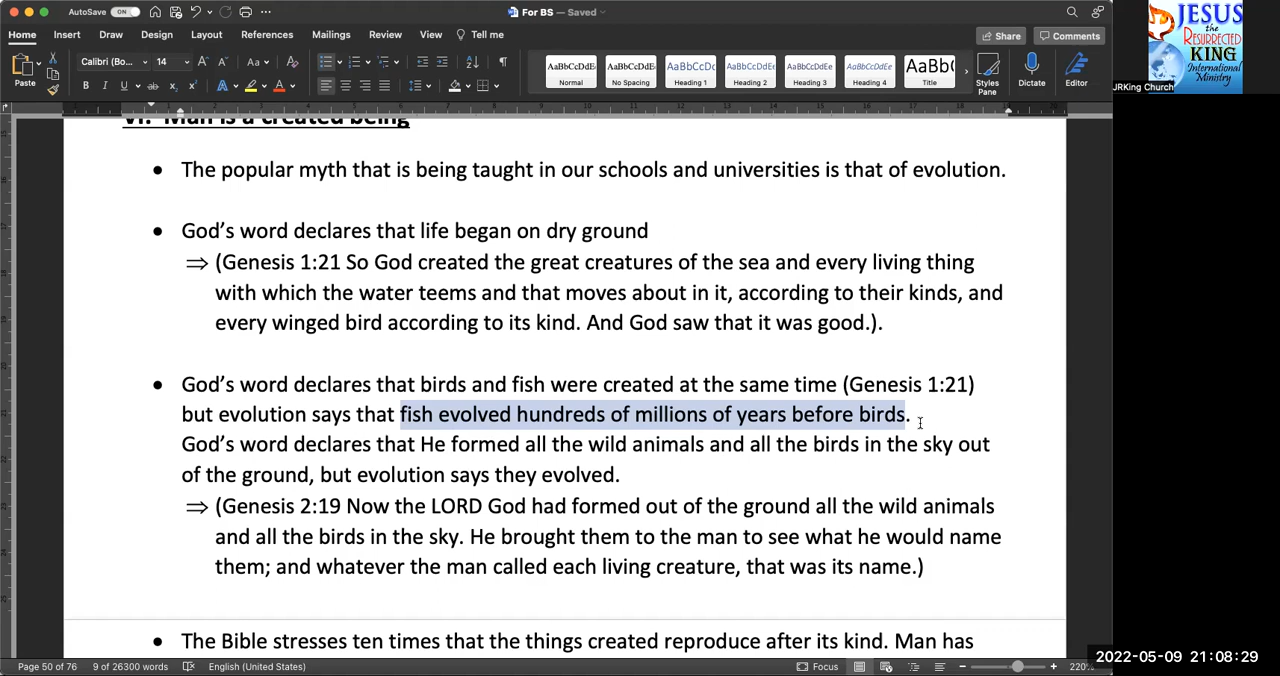 AutoSave ON
For BS — Saved
Home Insert Draw Design Layout References Mailings Review View Tell me
Share Comments
Paste
Calibri (Bo... 14
AaBbCcDdE Normal
AaBbCcDdE No Spacing
AaBbCcDdE Heading 1
AaBbCcDdE Heading 2
AaBbCcDdE Heading 3
AaBbCcDdEe Heading 4
AaBb( Title
Styles Pane
Dictate
Editor
JESUS
the
RESURRECTED
KING
International
Ministry
JRKing Church
VI. Man is a created being
• The popular myth that is being taught in our schools and universities is that of evolution.
• God's word declares that life began on dry ground
⇒ (Genesis 1:21 So God created the great creatures of the sea and every living thing
with which the water teems and that moves about in it, according to their kinds, and
every winged bird according to its kind. And God saw that it was good.).
• God's word declares that birds and fish were created at the same time (Genesis 1:21)
but evolution says that fish evolved hundreds of millions of years before birds.
God's word declares that He formed all the wild animals and all the birds in the sky out
of the ground, but evolution says they evolved.
⇒ (Genesis 2:19 Now the LORD God had formed out of the ground all the wild animals
and all the birds in the sky. He brought them to the man to see what he would name
them; and whatever the man called each living creature, that was its name.)
• The Bible stresses ten times that the things created reproduce after its kind. Man has
Page 50 of 76 9 of 26300 words English (United States) Focus 220%
2022-05-09 21:08:29